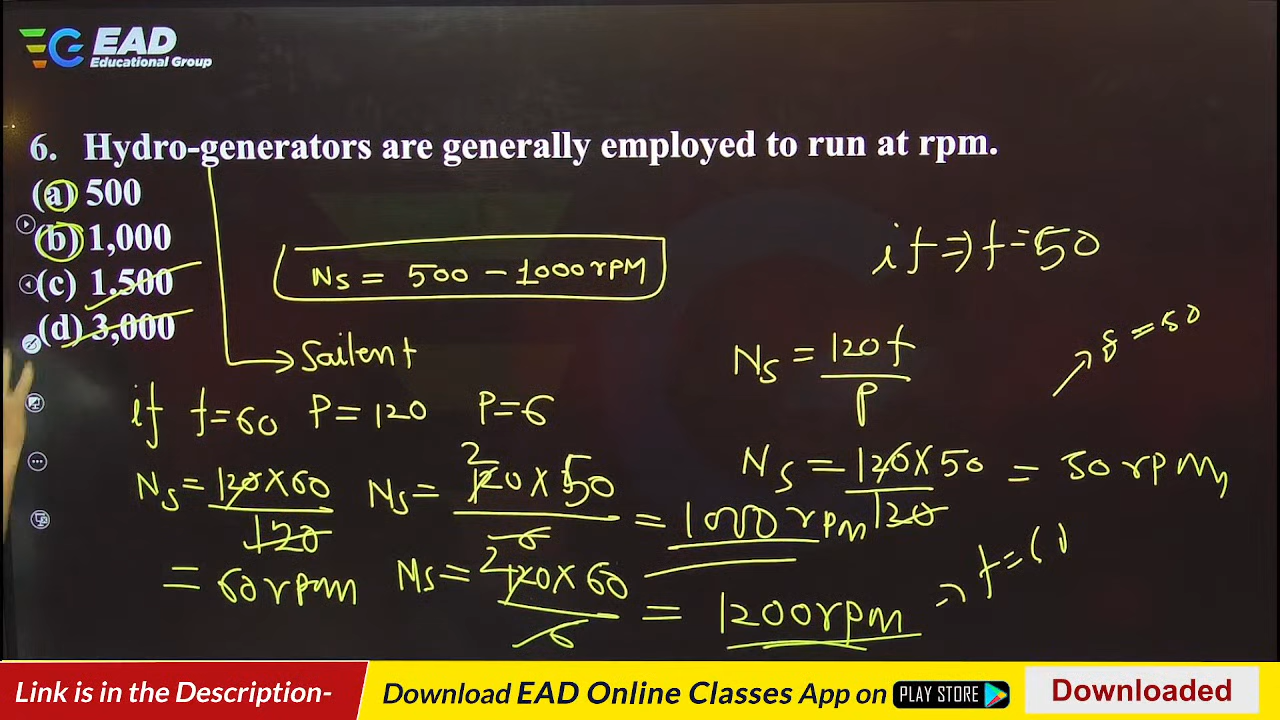 EAD
Educational Group
6. Hydro-generators are generally employed to run at rpm.
(a) 500
(b) 1,000
(c) 1.500
(d) 3,000
Ns = 500 - 1000 rPM
if => f = 50
Sailent
Ns = 120f / P
f = 50
if f=60 P=120 P=6
Ns = 120×60 / 120
= 60 rpm
Ns = 120 × 50 / 6 = 1000 rpm
Ns = 120×50 / 120 = 50 rpm
Ns = 120×60 / 6 = 1200 rpm
f = 60
Link is in the Description-
Download EAD Online Classes App on PLAY STORE
Downloaded